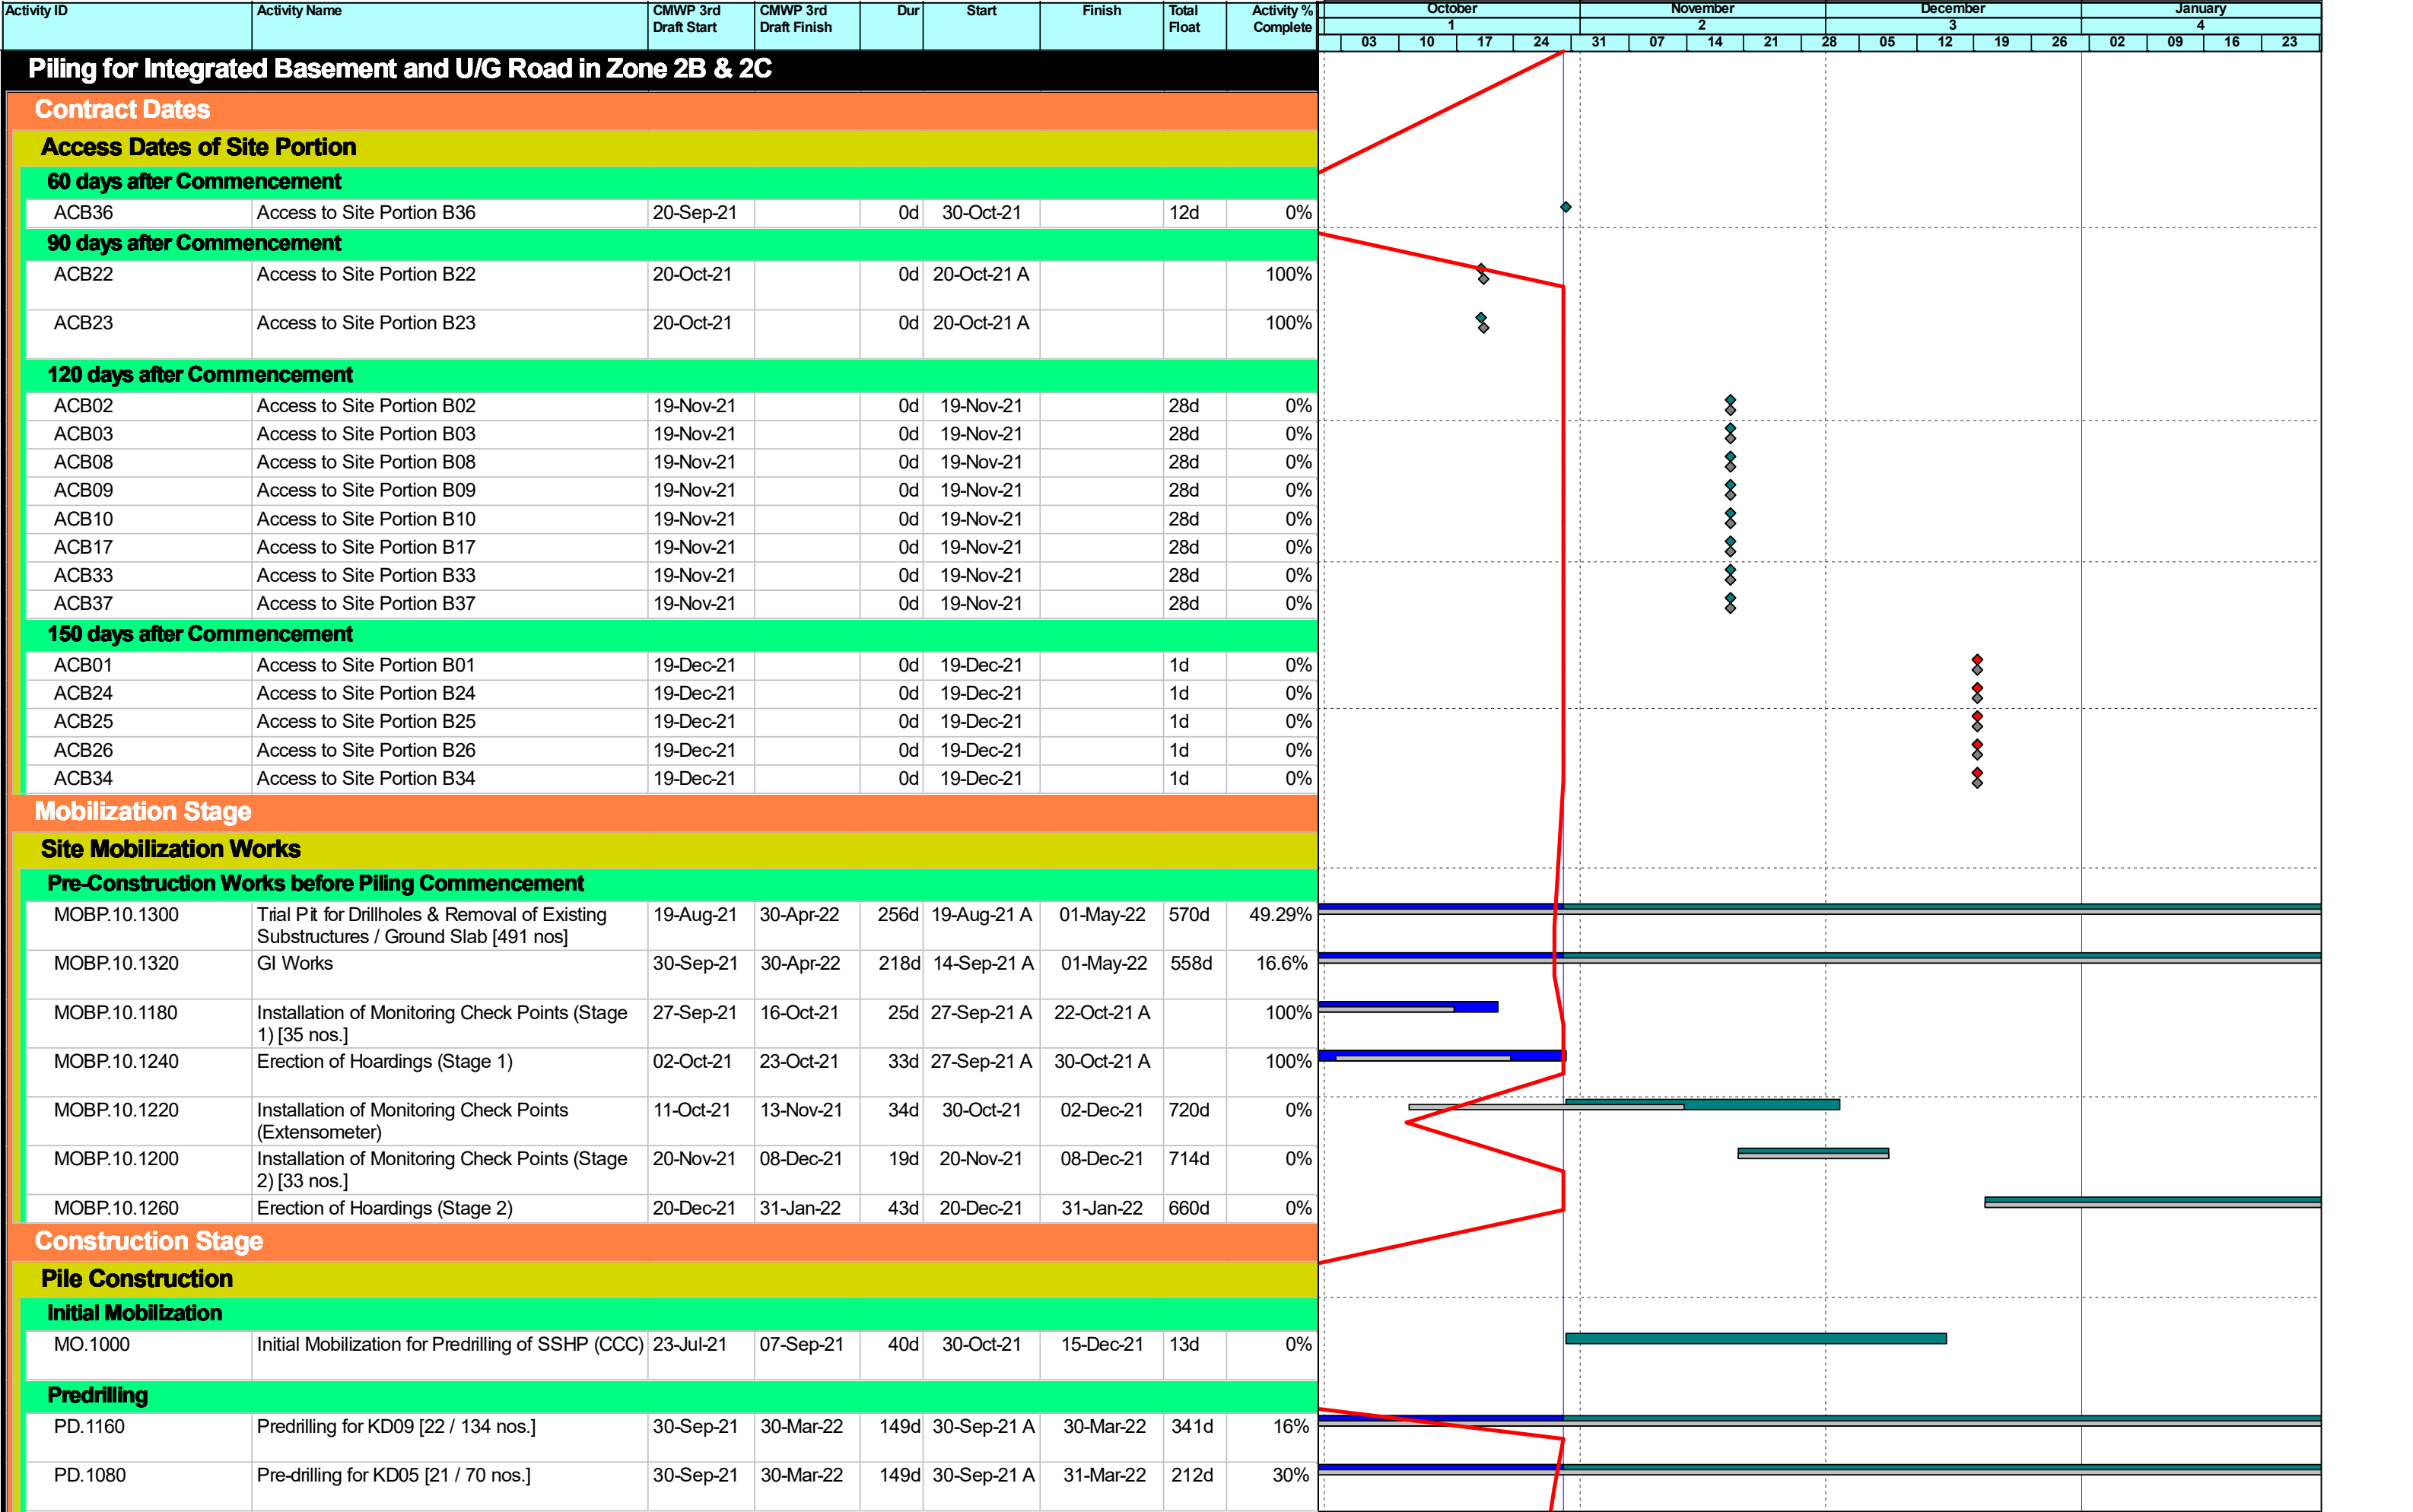 Activity ID Activity Name CMWP 3rd Draft Start CMWP 3rd Draft Finish Dur Start Finish Total Float Activity % Complete
October November December January
1 2 3 4
03 10 17 24 31 07 14 21 28 05 12 19 26 02 09 16 23
Piling for Integrated Basement and U/G Road in Zone 2B & 2C
Contract Dates
Access Dates of Site Portion
60 days after Commencement
ACB36 Access to Site Portion B36 20-Sep-21 0d 30-Oct-21 12d 0%
90 days after Commencement
ACB22 Access to Site Portion B22 20-Oct-21 0d 20-Oct-21 A 100%
ACB23 Access to Site Portion B23 20-Oct-21 0d 20-Oct-21 A 100%
120 days after Commencement
ACB02 Access to Site Portion B02 19-Nov-21 0d 19-Nov-21 28d 0%
ACB03 Access to Site Portion B03 19-Nov-21 0d 19-Nov-21 28d 0%
ACB08 Access to Site Portion B08 19-Nov-21 0d 19-Nov-21 28d 0%
ACB09 Access to Site Portion B09 19-Nov-21 0d 19-Nov-21 28d 0%
ACB10 Access to Site Portion B10 19-Nov-21 0d 19-Nov-21 28d 0%
ACB17 Access to Site Portion B17 19-Nov-21 0d 19-Nov-21 28d 0%
ACB33 Access to Site Portion B33 19-Nov-21 0d 19-Nov-21 28d 0%
ACB37 Access to Site Portion B37 19-Nov-21 0d 19-Nov-21 28d 0%
150 days after Commencement
ACB01 Access to Site Portion B01 19-Dec-21 0d 19-Dec-21 1d 0%
ACB24 Access to Site Portion B24 19-Dec-21 0d 19-Dec-21 1d 0%
ACB25 Access to Site Portion B25 19-Dec-21 0d 19-Dec-21 1d 0%
ACB26 Access to Site Portion B26 19-Dec-21 0d 19-Dec-21 1d 0%
ACB34 Access to Site Portion B34 19-Dec-21 0d 19-Dec-21 1d 0%
Mobilization Stage
Site Mobilization Works
Pre-Construction Works before Piling Commencement
MOBP.10.1300 Trial Pit for Drillholes & Removal of Existing 19-Aug-21 30-Apr-22 256d 19-Aug-21 A 01-May-22 570d 49.29%
Substructures / Ground Slab [491 nos]
MOBP.10.1320 GI Works 30-Sep-21 30-Apr-22 218d 14-Sep-21 A 01-May-22 558d 16.6%
MOBP.10.1180 Installation of Monitoring Check Points (Stage 27-Sep-21 16-Oct-21 25d 27-Sep-21 A 22-Oct-21 A 100%
1) [35 nos.]
MOBP.10.1240 Erection of Hoardings (Stage 1) 02-Oct-21 23-Oct-21 33d 27-Sep-21 A 30-Oct-21 A 100%
MOBP.10.1220 Installation of Monitoring Check Points 11-Oct-21 13-Nov-21 34d 30-Oct-21 02-Dec-21 720d 0%
(Extensometer)
MOBP.10.1200 Installation of Monitoring Check Points (Stage 20-Nov-21 08-Dec-21 19d 20-Nov-21 08-Dec-21 714d 0%
2) [33 nos.]
MOBP.10.1260 Erection of Hoardings (Stage 2) 20-Dec-21 31-Jan-22 43d 20-Dec-21 31-Jan-22 660d 0%
Construction Stage
Pile Construction
Initial Mobilization
MO.1000 Initial Mobilization for Predrilling of SSHP (CCC) 23-Jul-21 07-Sep-21 40d 30-Oct-21 15-Dec-21 13d 0%
Predrilling
PD.1160 Predrilling for KD09 [22 / 134 nos.] 30-Sep-21 30-Mar-22 149d 30-Sep-21 A 30-Mar-22 341d 16%
PD.1080 Pre-drilling for KD05 [21 / 70 nos.] 30-Sep-21 30-Mar-22 149d 30-Sep-21 A 31-Mar-22 212d 30%